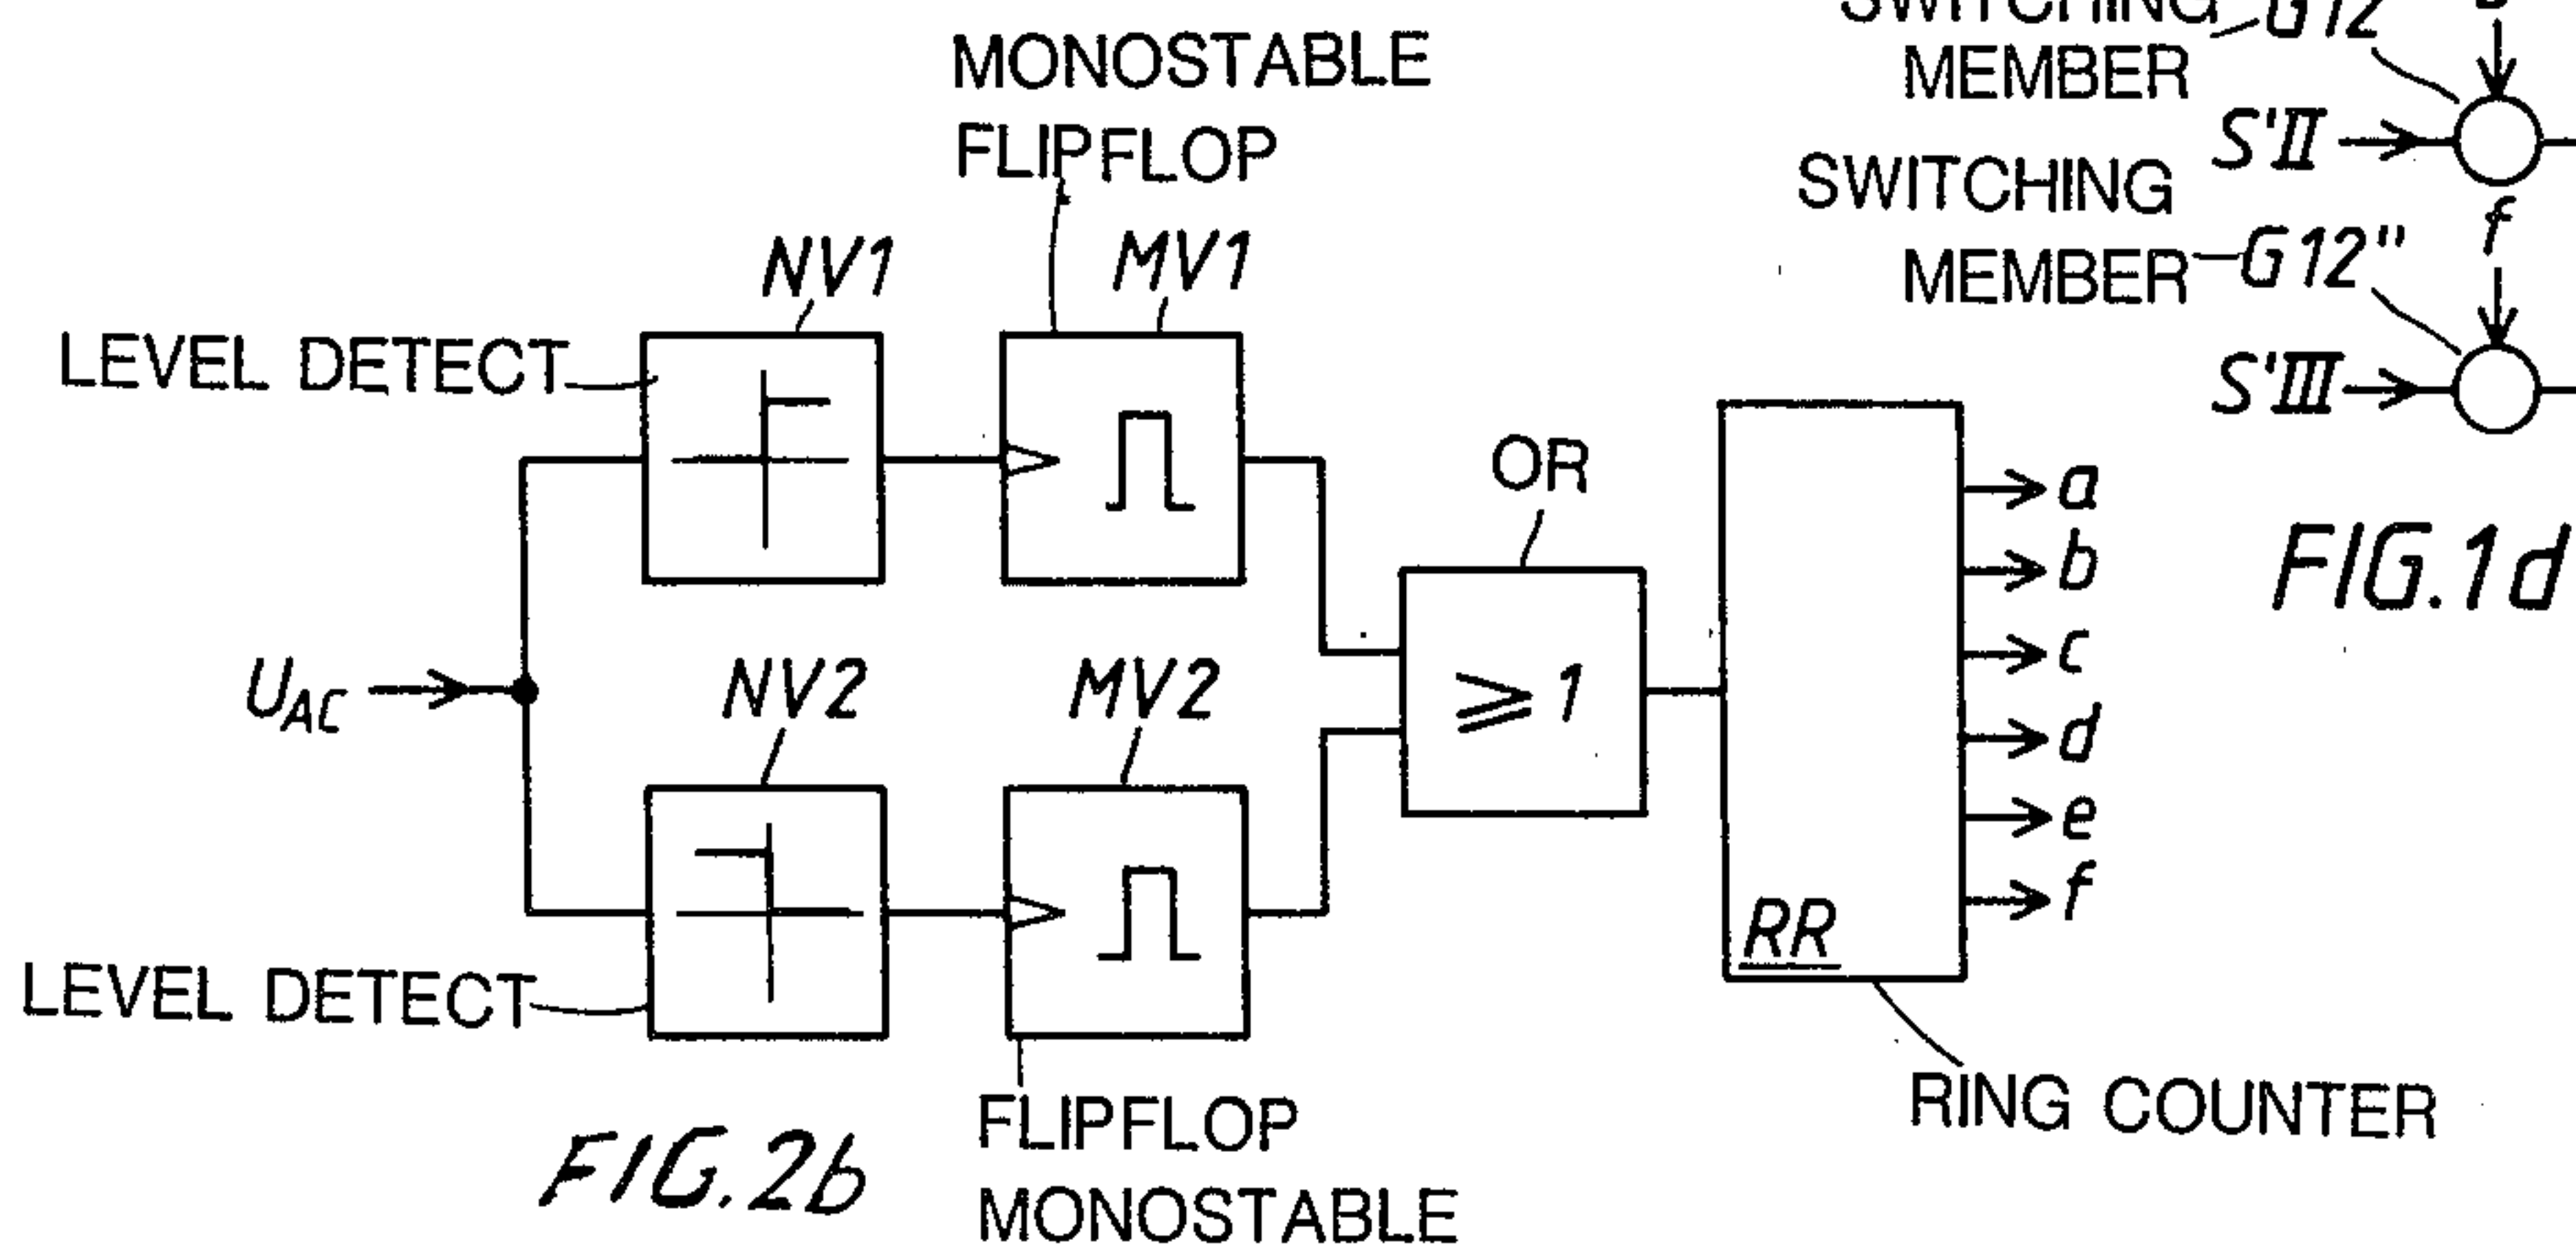 SWITCHING G12'
MEMBER
S'II
SWITCHING
f
MEMBER G12"
S'III
FIG.1d
MONOSTABLE
FLIPFLOP
NV1
MV1
LEVEL DETECT
OR
U_AC
NV2
MV2
≥1
a
b
c
d
e
f
RR
LEVEL DETECT
FLIPFLOP
MONOSTABLE
RING COUNTER
FIG.2b